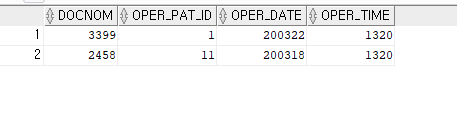 DOCNOM OPER_PAT_ID OPER_DATE OPER_TIME
1 3399 1 200322 1320
2 2458 11 200318 1320